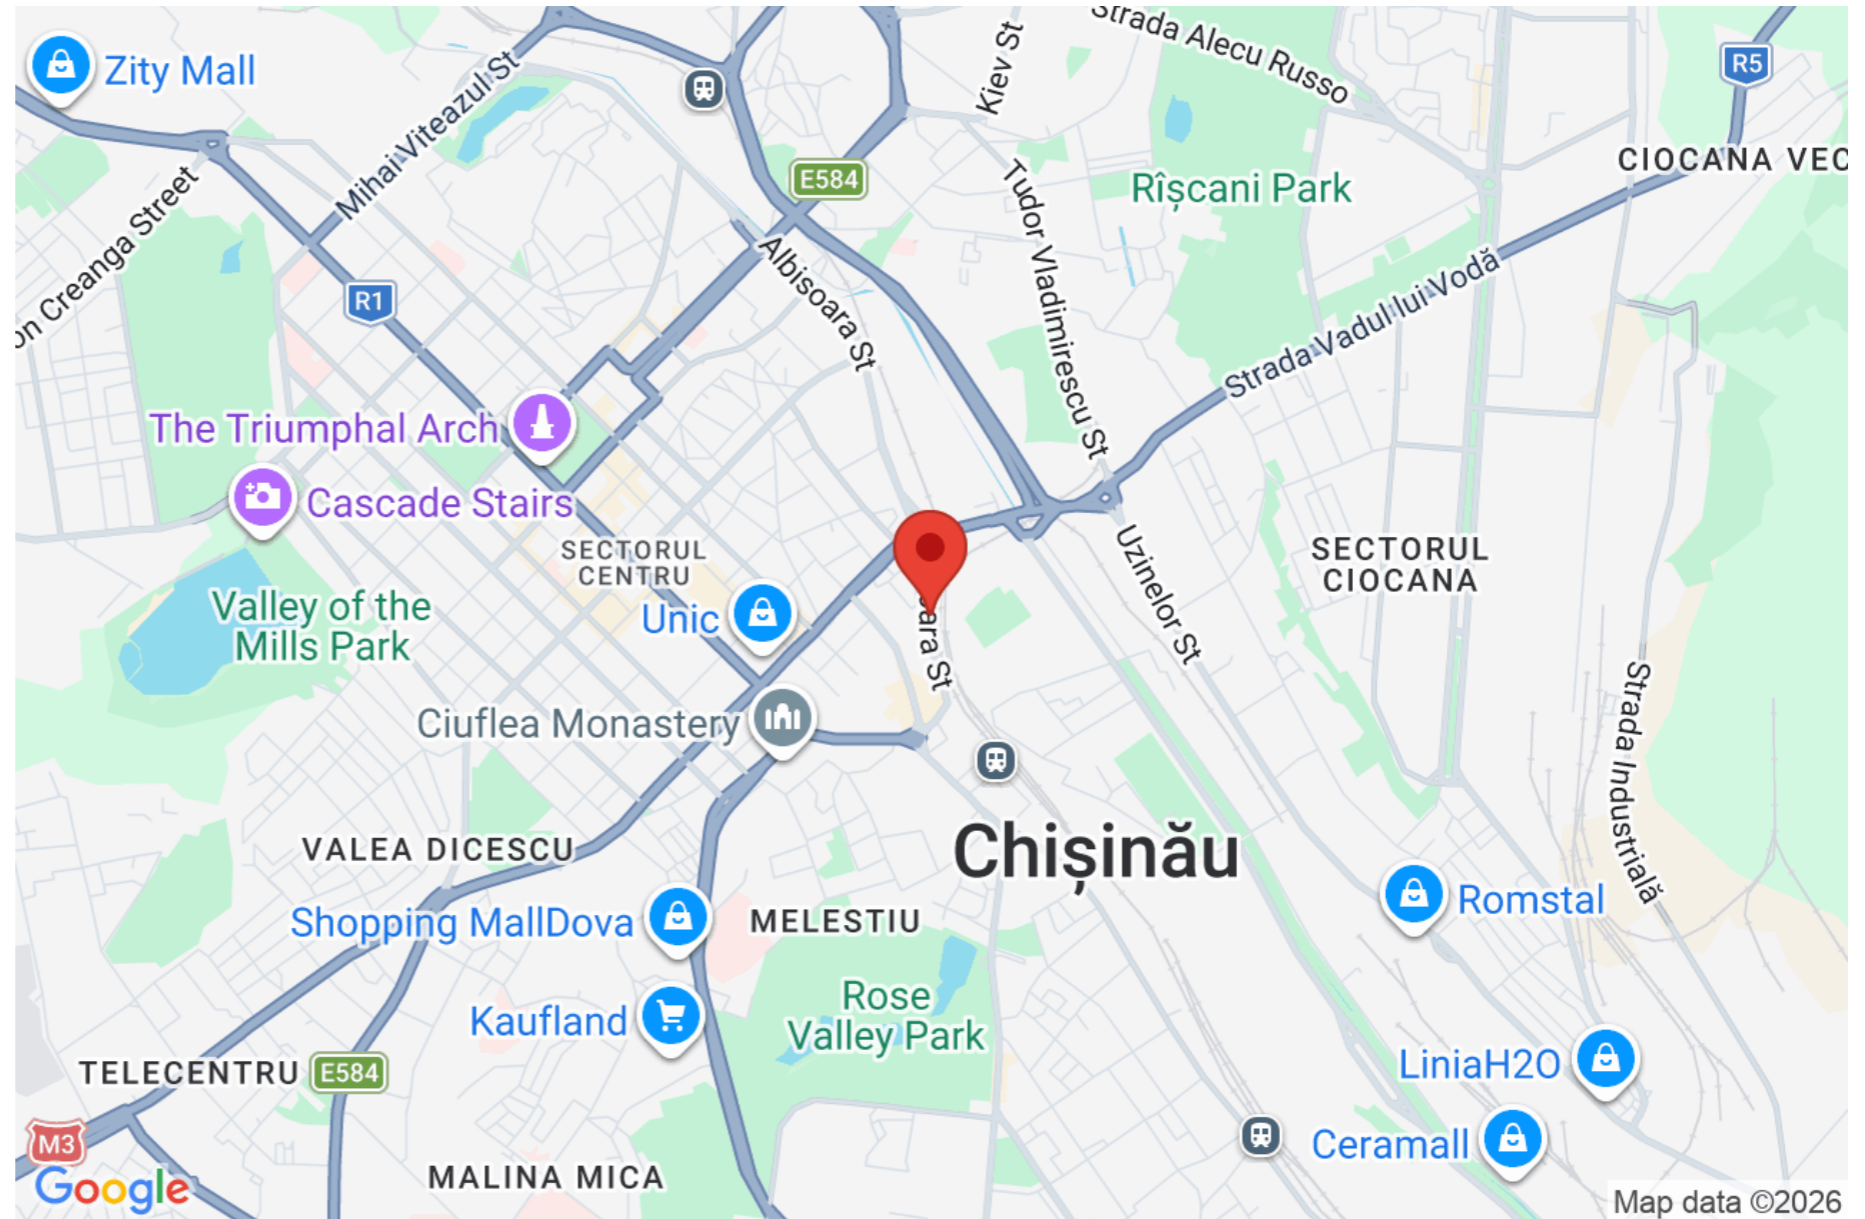 Strada Alecu Russo
Zity Mall
Mihai Viteazul St
Kiev St
R5
CIOCANA VEC
E584
Rîșcani Park
Tudor Vladimirescu St
on Creanga Street
R1
Albisoara St
Strada Vadul lui Vodă
The Triumphal Arch
Cascade Stairs
SECTORUL
CENTRU
Unic
Valley of the
Mills Park
oara St
Uzinelor St
SECTORUL
CIOCANA
Strada Industrială
Ciuflea Monastery
Chișinău
VALEA DICESCU
Shopping MallDova
MELESTIU
Romstal
Rose
Valley Park
Kaufland
TELECENTRU
E584
LiniaH2O
Ceramall
M3
Google
MALINA MICA
Map data ©2026